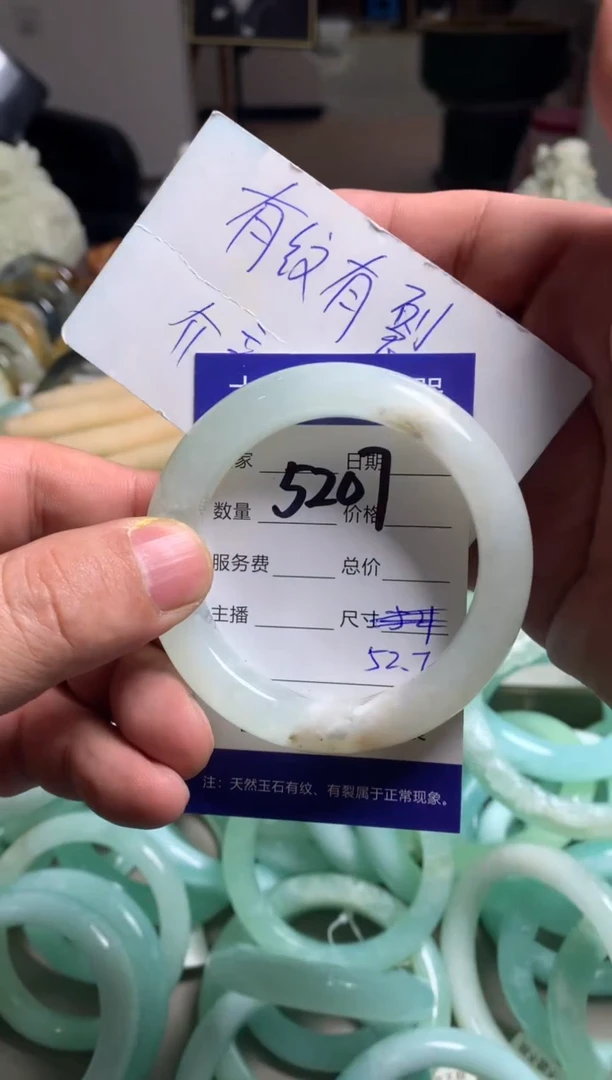 有纹有裂
介
家 日期
5207
数量 价格
服务费 总价
主播 尺寸
52.7
注：天然玉石有纹、有裂属于正常现象。